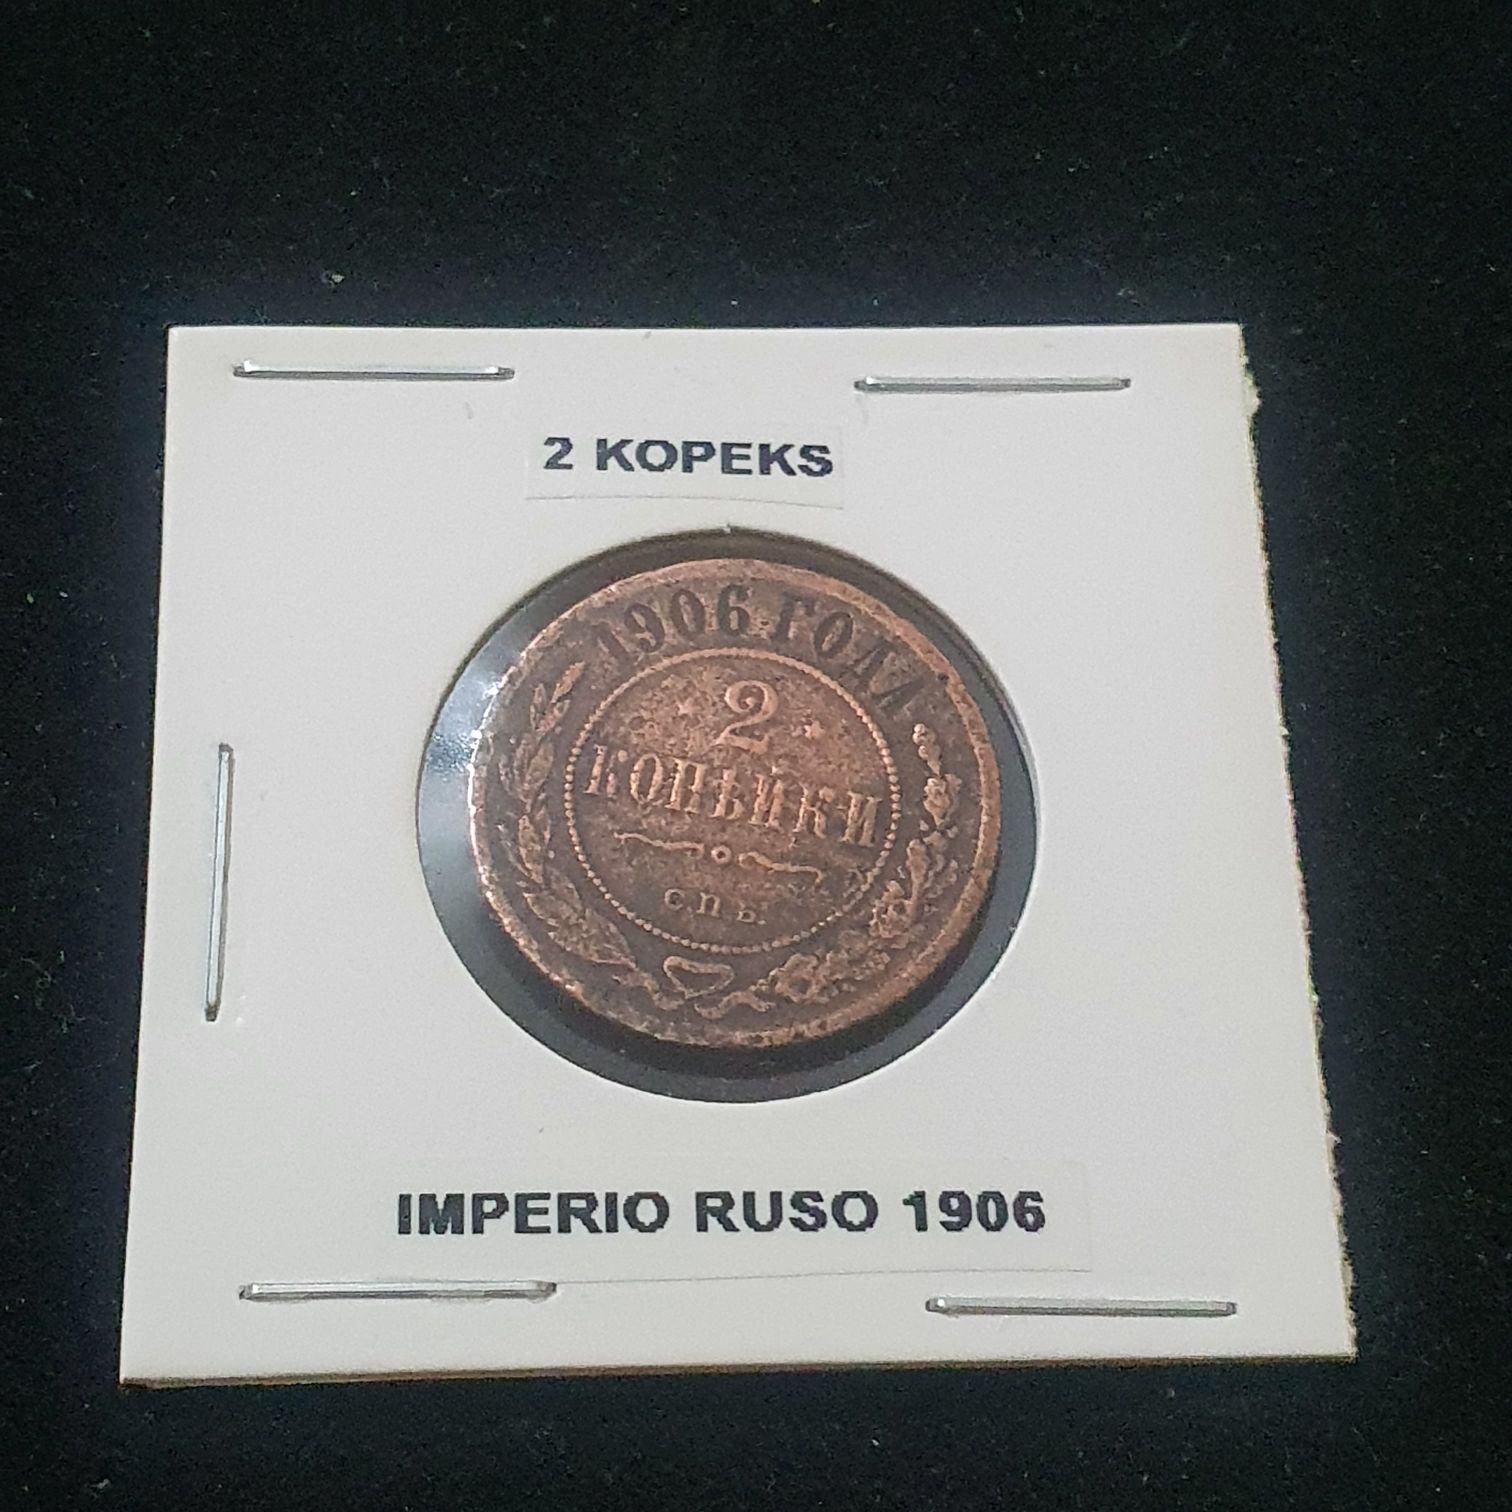 2 KOPEKS
1906 ГОДА
2
КОПѢЙКИ
С.П.Б.
IMPERIO RUSO 1906